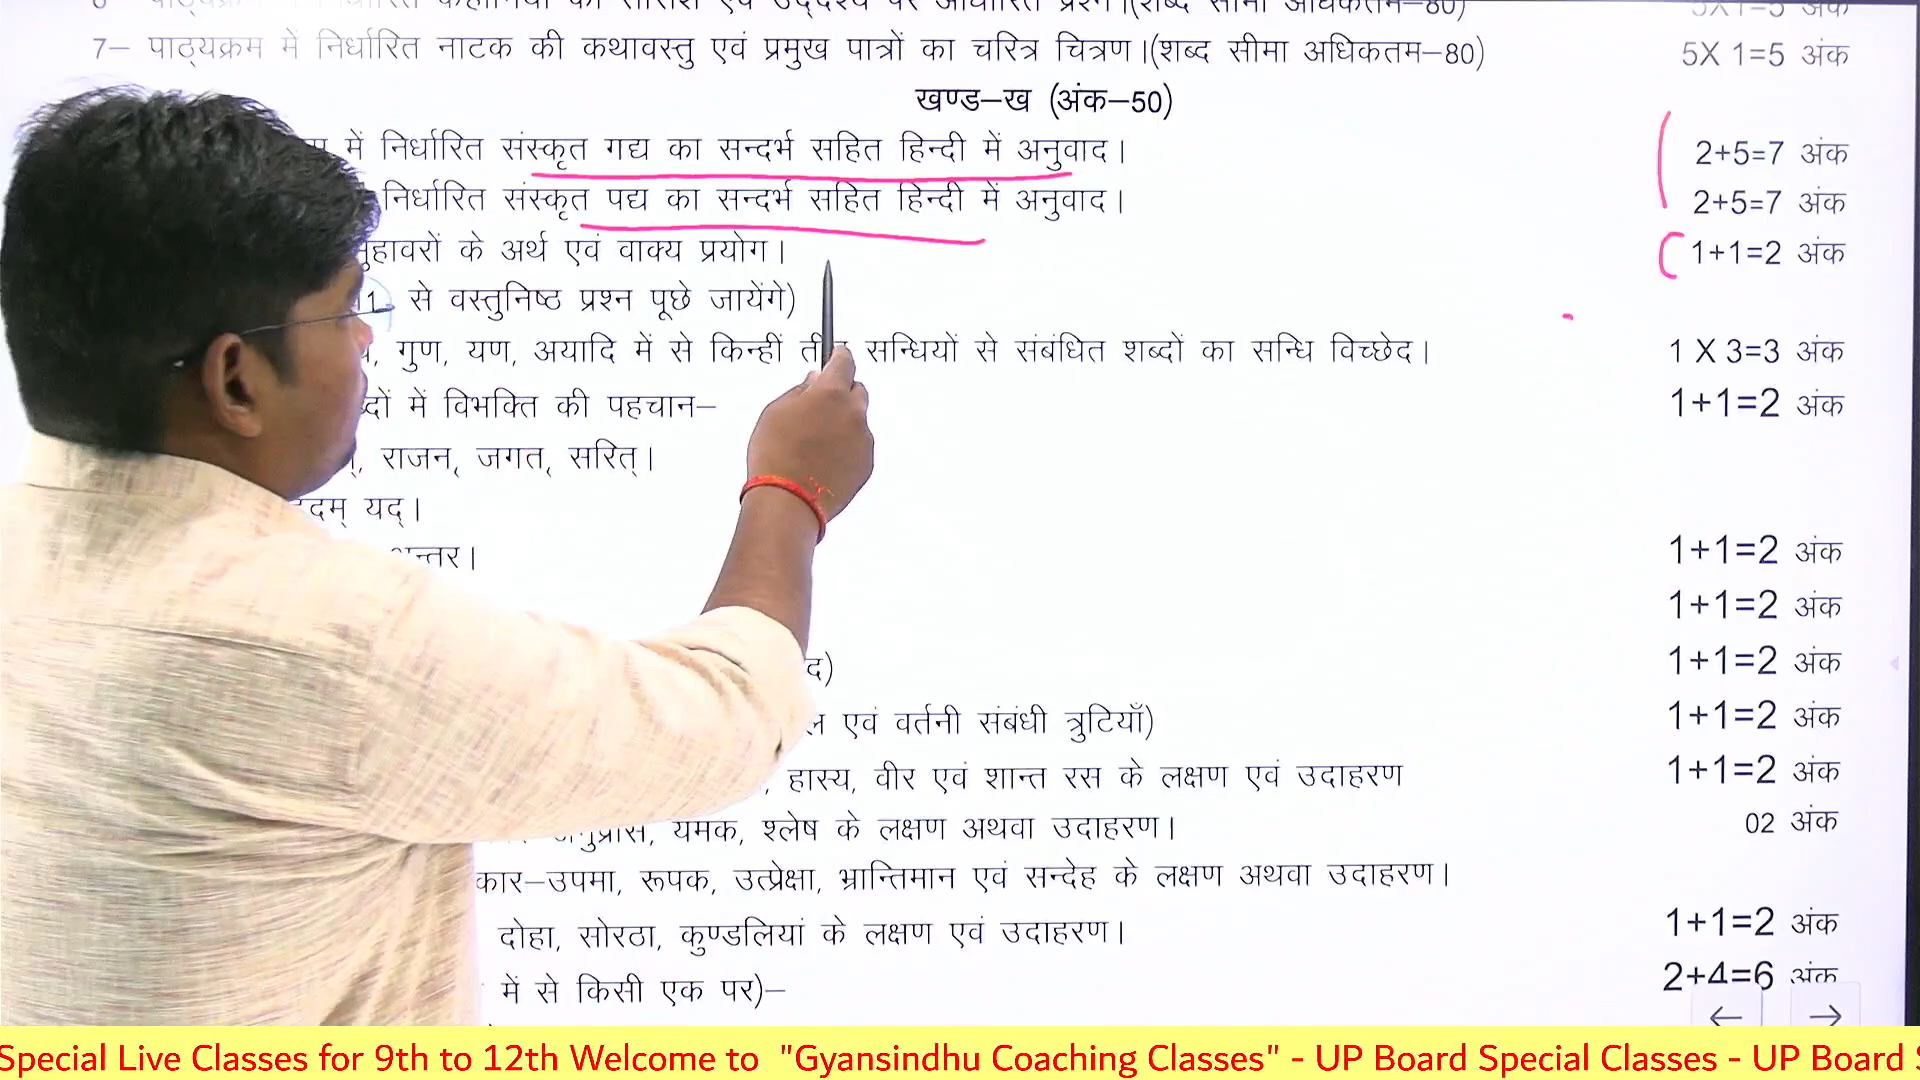 7– पाठ्यक्रम में निर्धारित नाटक की कथावस्तु एवं प्रमुख पात्रों का चरित्र चित्रण।(शब्द सीमा अधिकतम–80) 5X 1=5 अंक
खण्ड–ख (अंक–50)
में निर्धारित संस्कृत गद्य का सन्दर्भ सहित हिन्दी में अनुवाद। 2+5=7 अंक
निर्धारित संस्कृत पद्य का सन्दर्भ सहित हिन्दी में अनुवाद। 2+5=7 अंक
मुहावरों के अर्थ एवं वाक्य प्रयोग। 1+1=2 अंक
से वस्तुनिष्ठ प्रश्न पूछे जायेंगे)
गुण, यण, अयादि में से किन्हीं सन्धियों से संबंधित शब्दों का सन्धि विच्छेद। 1 X 3=3 अंक
में विभक्ति की पहचान– 1+1=2 अंक
राजन, जगत, सरित्।
यद्।
1+1=2 अंक
1+1=2 अंक
1+1=2 अंक
एवं वर्तनी संबंधी त्रुटियाँ) 1+1=2 अंक
हास्य, वीर एवं शान्त रस के लक्षण एवं उदाहरण 1+1=2 अंक
यमक, श्लेष के लक्षण अथवा उदाहरण। 02 अंक
उपमा, रूपक, उत्प्रेक्षा, भ्रान्तिमान एवं सन्देह के लक्षण अथवा उदाहरण।
दोहा, सोरठा, कुण्डलियां के लक्षण एवं उदाहरण। 1+1=2 अंक
में से किसी एक पर)– 2+4=6 अंक
Special Live Classes for 9th to 12th Welcome to "Gyansindhu Coaching Classes" - UP Board Special Classes - UP Board